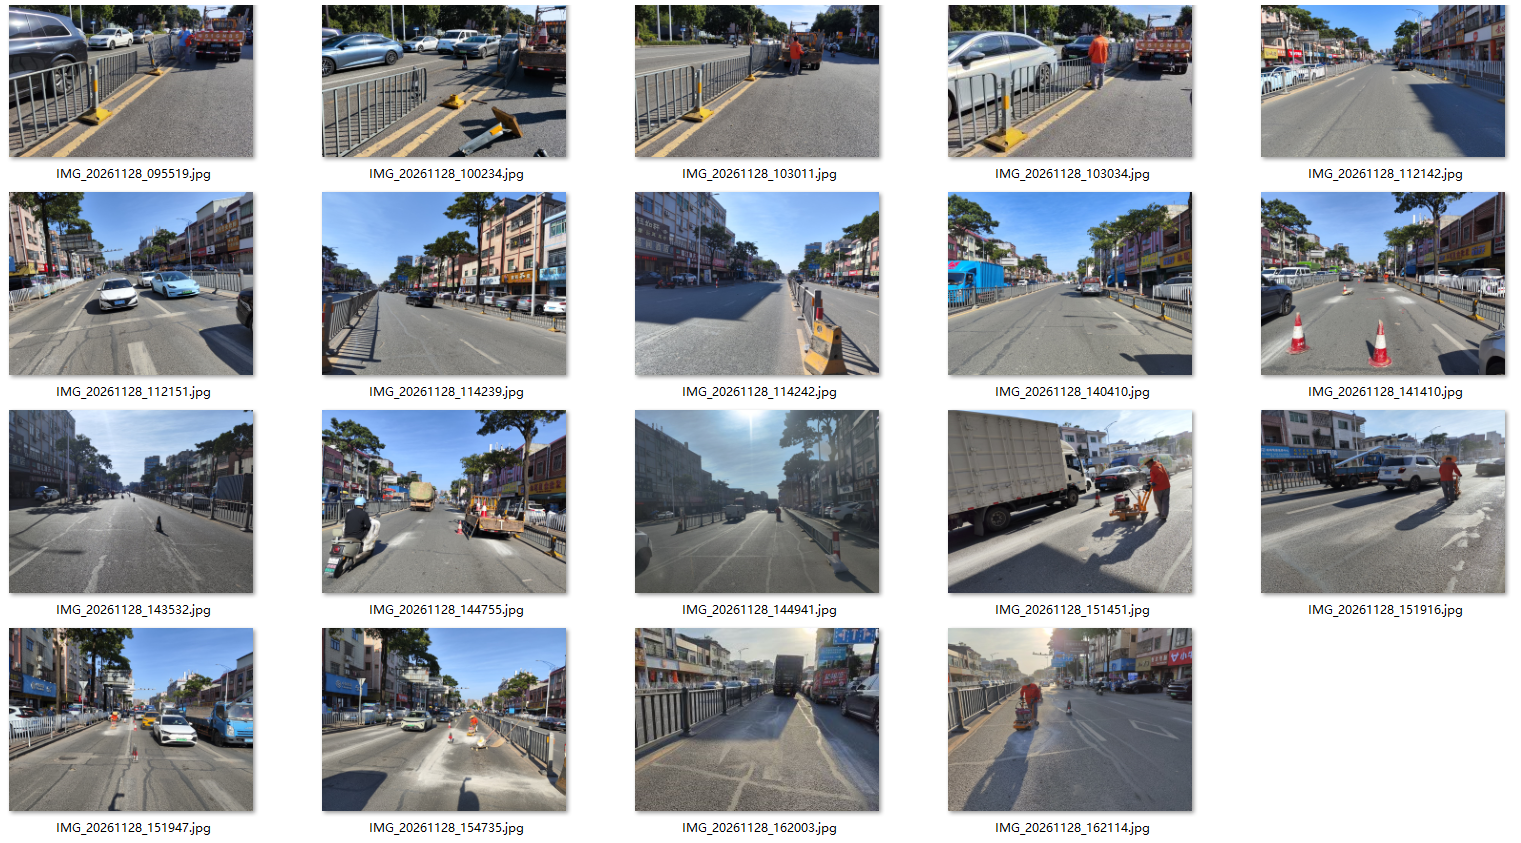 IMG_20261128_095519.jpg
IMG_20261128_100234.jpg
IMG_20261128_103011.jpg
IMG_20261128_103034.jpg
IMG_20261128_112142.jpg
IMG_20261128_112151.jpg
IMG_20261128_114239.jpg
IMG_20261128_114242.jpg
IMG_20261128_140410.jpg
IMG_20261128_141410.jpg
IMG_20261128_143532.jpg
IMG_20261128_144755.jpg
IMG_20261128_144941.jpg
IMG_20261128_151451.jpg
IMG_20261128_151916.jpg
IMG_20261128_151947.jpg
IMG_20261128_154735.jpg
IMG_20261128_162003.jpg
IMG_20261128_162114.jpg